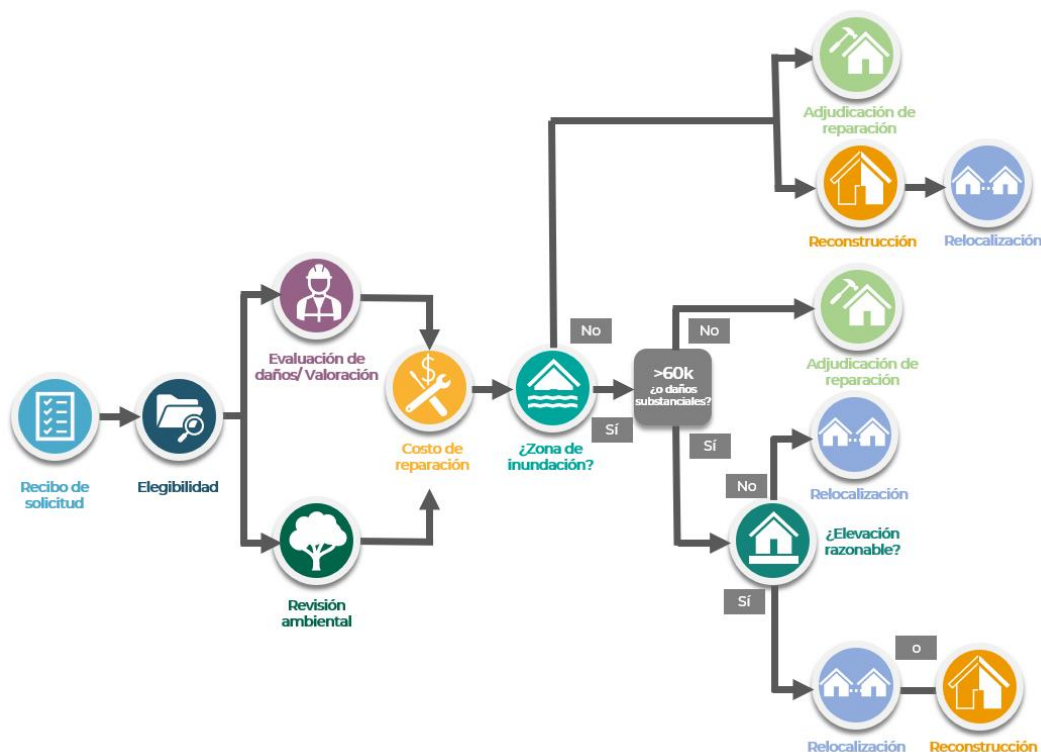 Recibo de
solicitud
Elegibilidad
Evaluación de
daños/ Valoración
Revisión
ambiental
$
Costo de
reparación
¿Zona de
inundación?
No
Sí
Adjudicación de
reparación
Reconstrucción
Relocalización
>60k
¿o daños
substanciales?
No
Sí
Adjudicación de
reparación
No
Relocalización
¿Elevación
razonable?
Sí
Relocalización
o
Reconstrucción